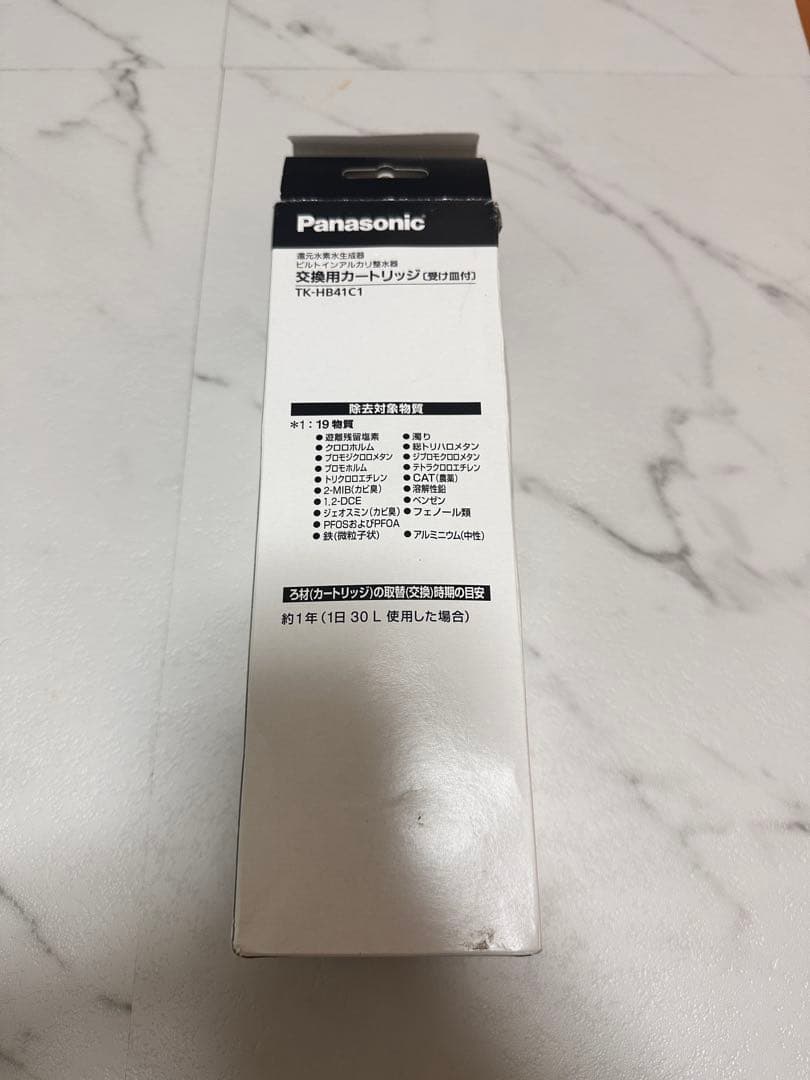 Panasonic
還元水素水生成器
ビルトインアルカリ整水器
交換用カートリッジ〔受け皿付〕
TK-HB41C1
除去対象物質
*1：19物質
●遊離残留塩素 ●濁り
●クロロホルム ●総トリハロメタン
●ブロモジクロロメタン ●ジブロモクロロメタン
●ブロモホルム ●テトラクロロエチレン
●トリクロロエチレン ●CAT(農薬)
●2-MIB(カビ臭) ●溶解性鉛
●1,2-DCE ●ベンゼン
●ジェオスミン(カビ臭) ●フェノール類
●PFOSおよびPFOA
●鉄(微粒子状) ●アルミニウム(中性)
ろ材(カートリッジ)の取替(交換)時期の目安
約1年(1日 30 L 使用した場合)